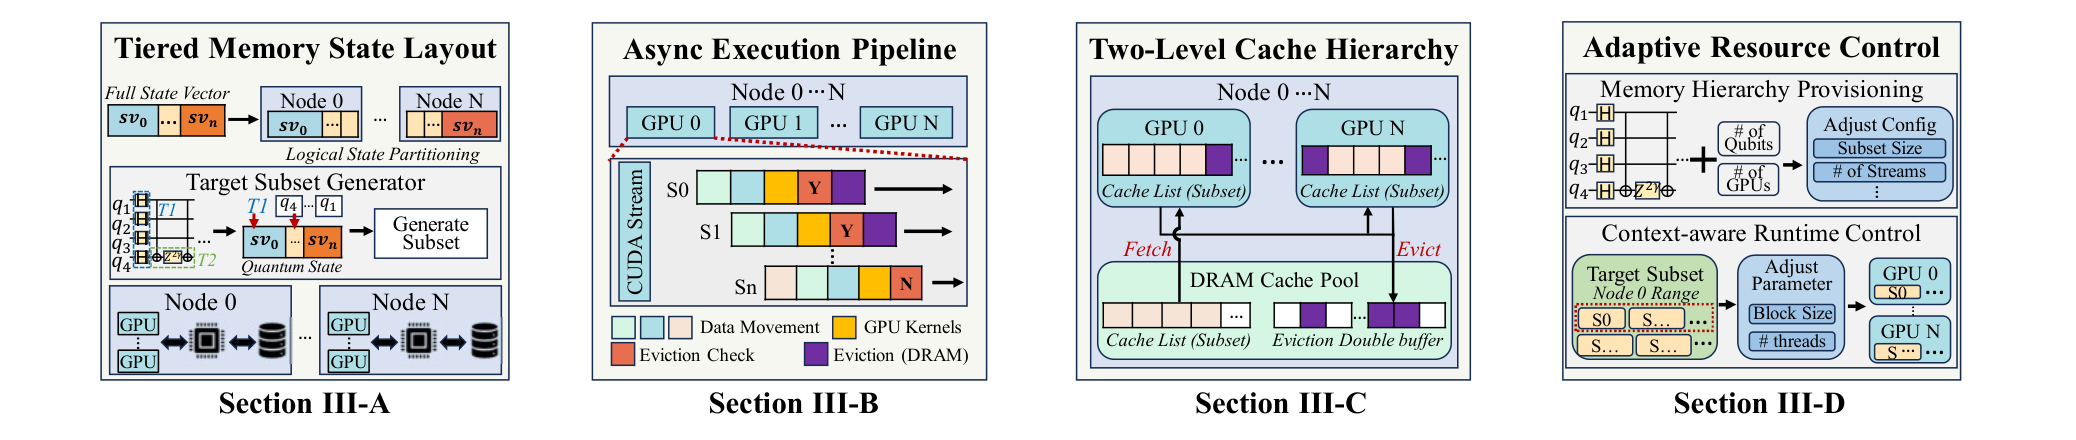 Tiered Memory State Layout
Full State Vector
sv₀ ... svₙ
Node 0
sv₀ ...
...
Node N
... svₙ
Logical State Partitioning
Target Subset Generator
q₁
q₂
q₃
q₄
H
H
H
H
T1
T2
...
T1
q₄ ... q₁
sv₀ ... svₙ
Quantum State
Generate
Subset
Node 0
GPU
GPU
...
Node N
GPU
GPU
Section III-A
Async Execution Pipeline
Node 0 ··· N
GPU 0
GPU 1
...
GPU N
CUDA Stream
S0
Y
S1
Y
Sn
N
Data Movement
GPU Kernels
Eviction Check
Eviction (DRAM)
Section III-B
Two-Level Cache Hierarchy
Node 0 ···N
GPU 0
...
Cache List (Subset)
...
GPU N
...
Cache List (Subset)
Fetch
Evict
DRAM Cache Pool
...
Cache List (Subset)
...
Eviction Double buffer
Section III-C
Adaptive Resource Control
Memory Hierarchy Provisioning
q₁
q₂
q₃
q₄
H
H
H
H
...
+
# of
Qubits
# of
GPUs
Adjust Config
Subset Size
# of Streams
Context-aware Runtime Control
Target Subset
Node 0 Range
S0 S... ...
S... S... ...
Adjust
Parameter
Block Size
# threads
GPU 0
S0 ...
GPU N
S ... ...
Section III-D